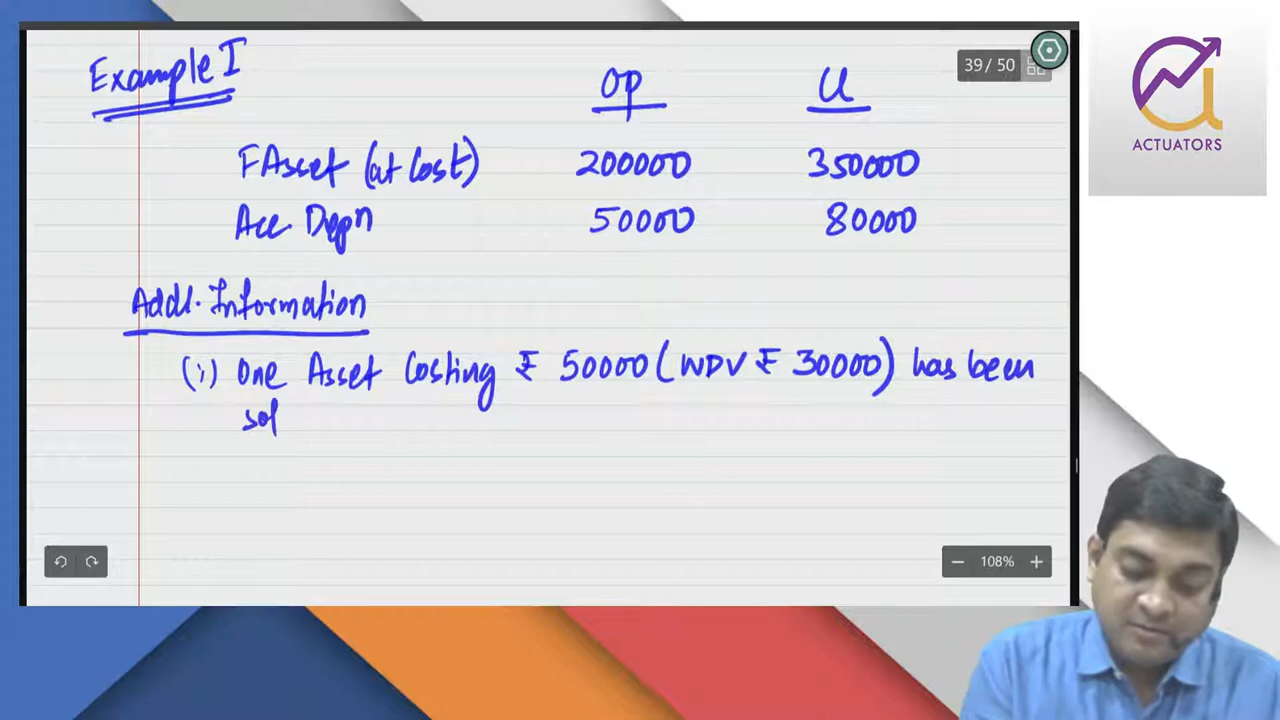 Example I
Op Cl
39 / 50
FAsset (at Cost) 200000 350000
Acc. Depn 50000 80000
Addl. Information
(i) One Asset Costing ₹ 50000 (WDV ₹ 30000) has been
sol
108%
ACTUATORS